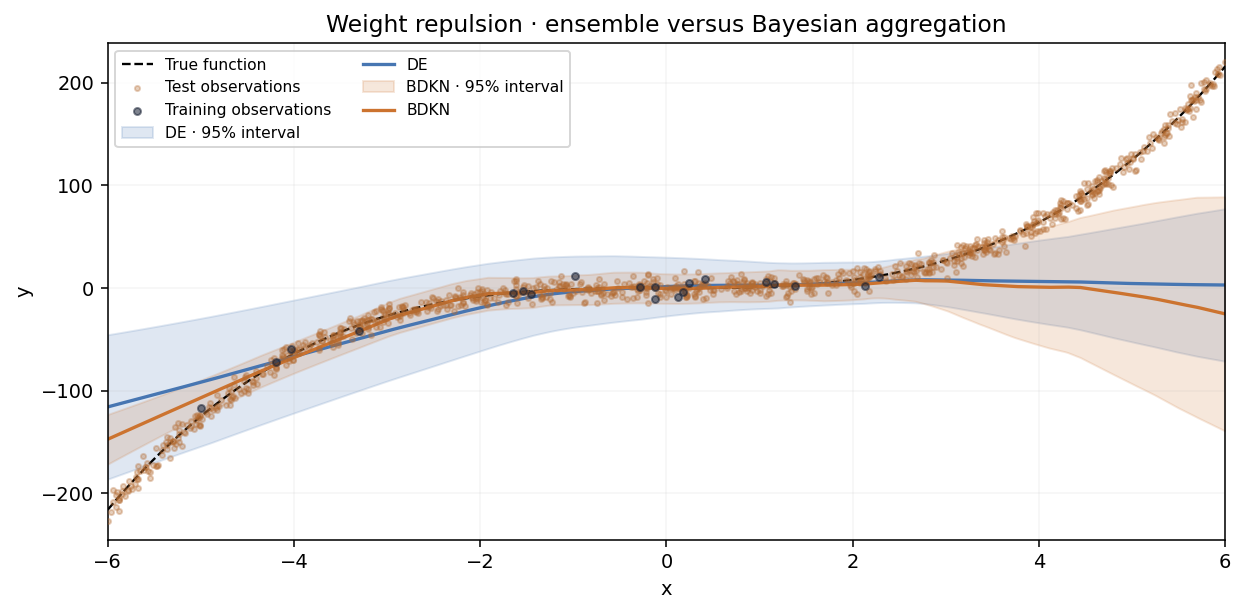 Weight repulsion · ensemble versus Bayesian aggregation
True function
Test observations
Training observations
DE · 95% interval
DE
BDKN · 95% interval
BDKN
y
200
100
0
−100
−200
−6
−4
−2
0
2
4
6
x